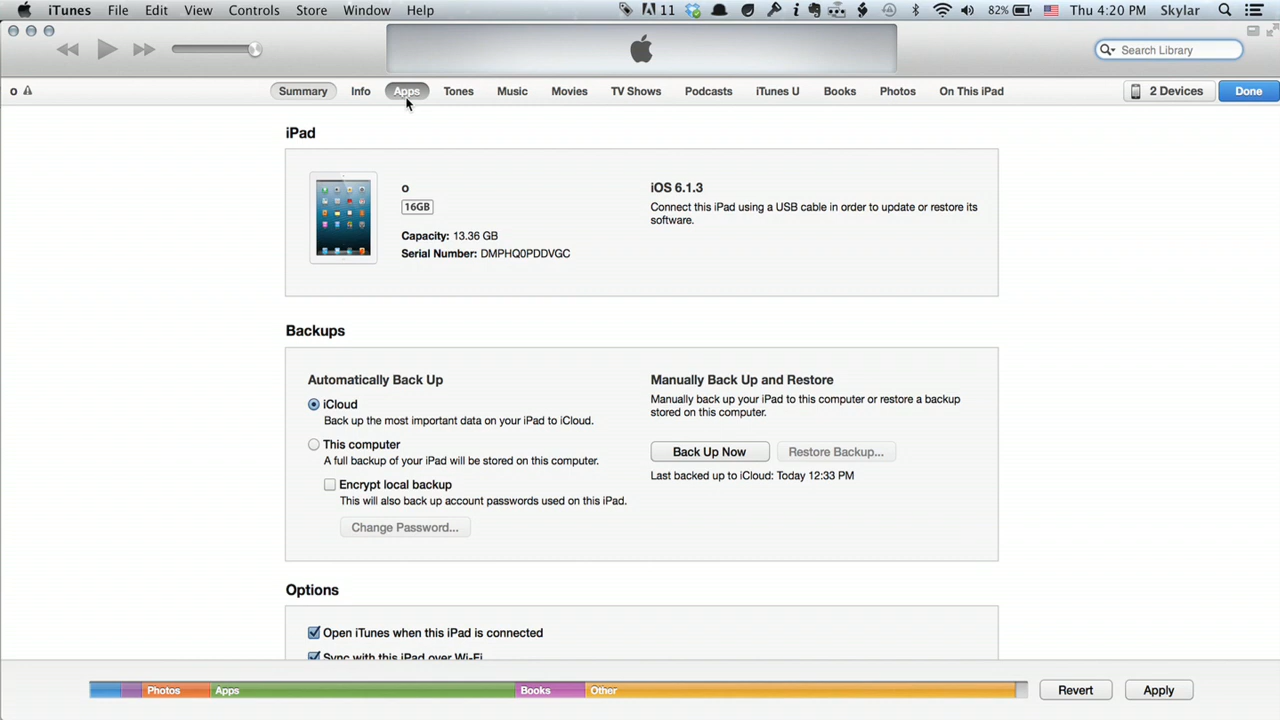 iTunes File Edit View Controls Store Window Help 11 82% Thu 4:20 PM Skylar
Search Library
o Summary Info Apps Tones Music Movies TV Shows Podcasts iTunes U Books Photos On This iPad 2 Devices Done
iPad
o
16GB
Capacity: 13.36 GB
Serial Number: DMPHQ0PDDVGC
iOS 6.1.3
Connect this iPad using a USB cable in order to update or restore its
software.
Backups
Automatically Back Up
iCloud
Back up the most important data on your iPad to iCloud.
This computer
A full backup of your iPad will be stored on this computer.
Encrypt local backup
This will also back up account passwords used on this iPad.
Change Password...
Manually Back Up and Restore
Manually back up your iPad to this computer or restore a backup
stored on this computer.
Back Up Now Restore Backup...
Last backed up to iCloud: Today 12:33 PM
Options
Open iTunes when this iPad is connected
Sync with this iPad over Wi-Fi
Photos Apps Books Other Revert Apply